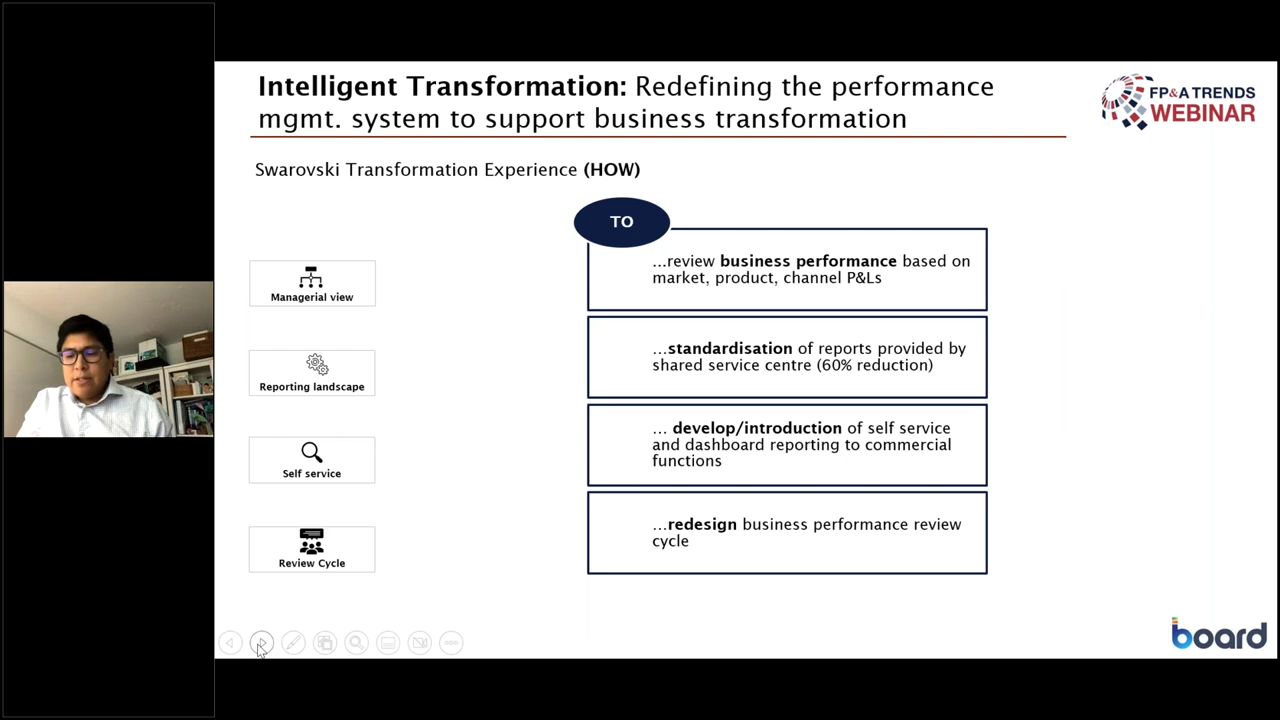 Intelligent Transformation: Redefining the performance
mgmt. system to support business transformation
FP&A TRENDS
WEBINAR
Swarovski Transformation Experience (HOW)
TO
Managerial view
...review business performance based on
market, product, channel P&Ls
Reporting landscape
...standardisation of reports provided by
shared service centre (60% reduction)
Self service
... develop/introduction of self service
and dashboard reporting to commercial
functions
Review Cycle
...redesign business performance review
cycle
board